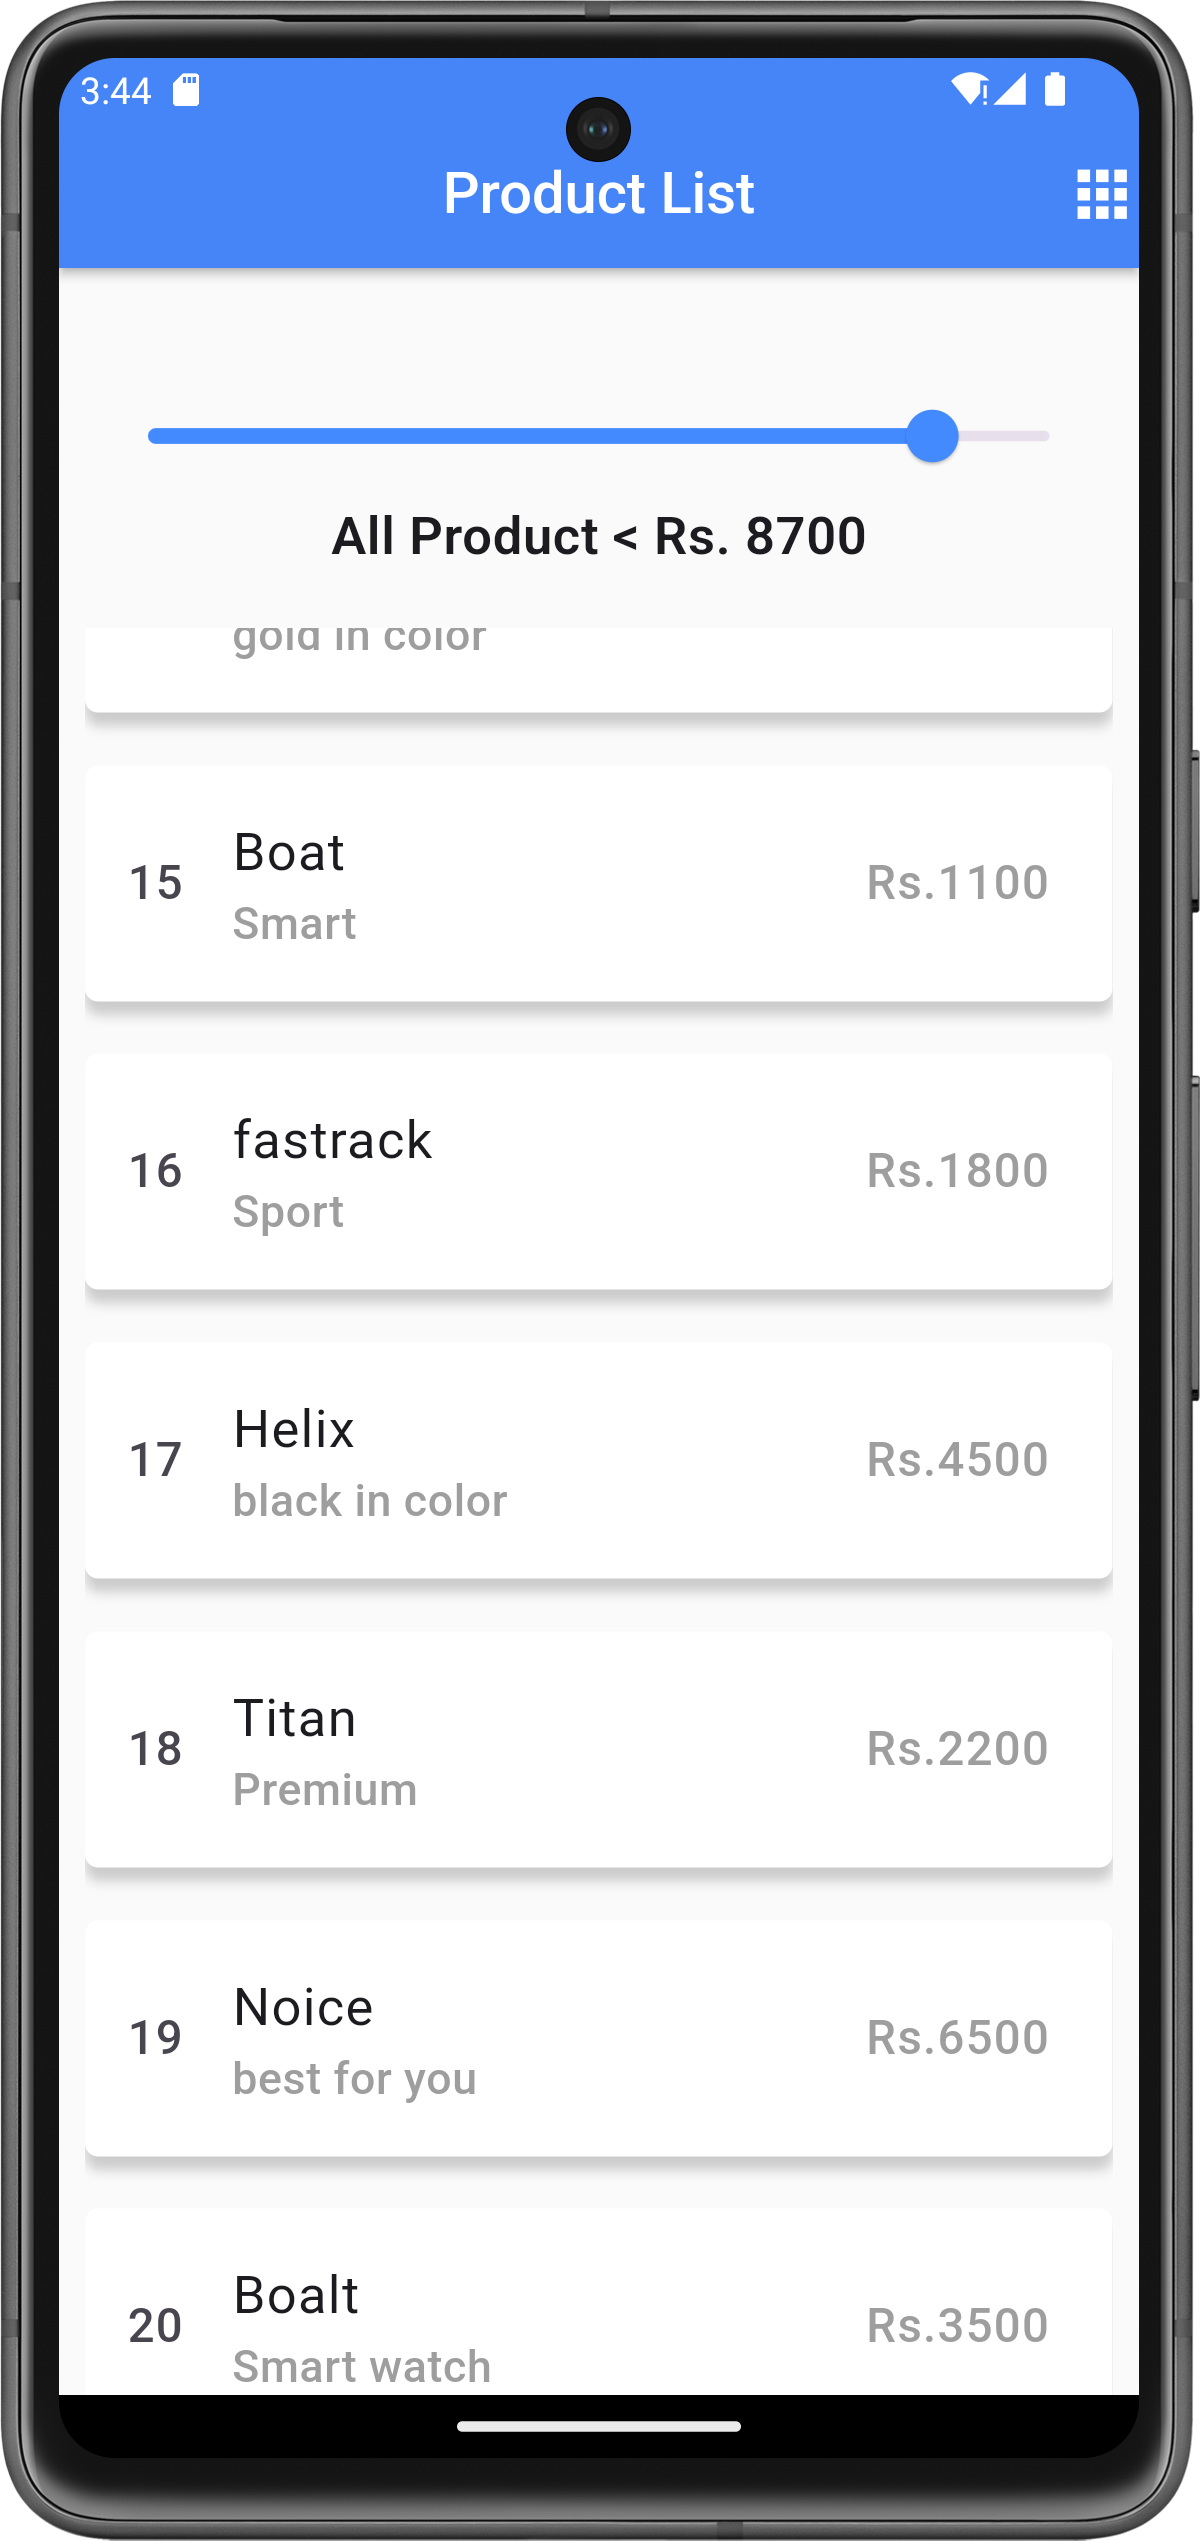 3:44
Product List
All Product < Rs. 8700
gold in color
15
Boat
Smart
Rs.1100
16
fastrack
Sport
Rs.1800
17
Helix
black in color
Rs.4500
18
Titan
Premium
Rs.2200
19
Noice
best for you
Rs.6500
20
Boalt
Smart watch
Rs.3500